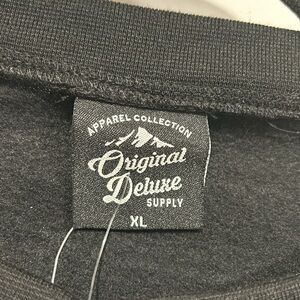 APPAREL COLLECTION
Original
Deluxe
SUPPLY
XL